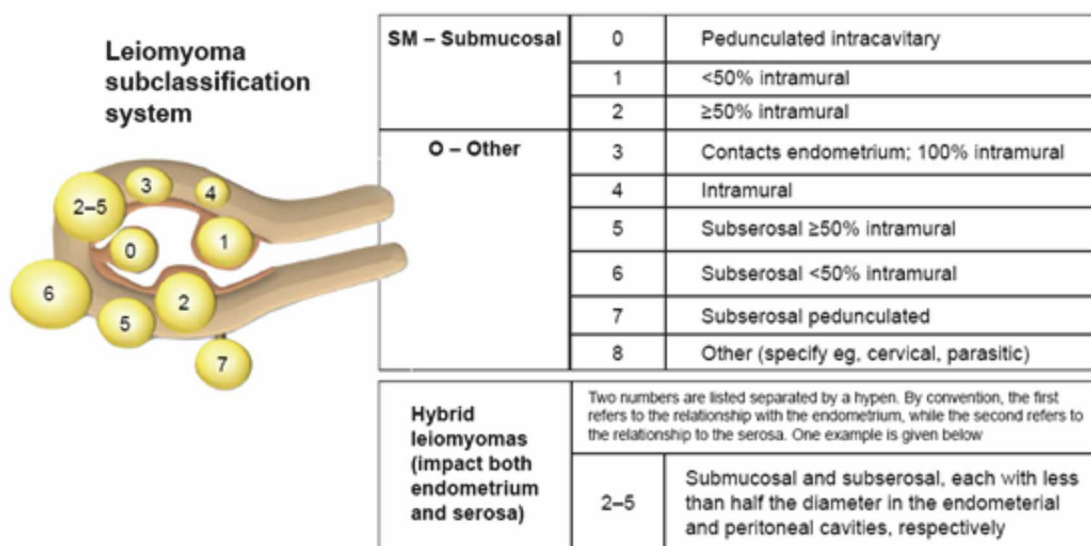 Leiomyoma
subclassification
system
SM – Submucosal
0
Pedunculated intracavitary
1
<50% intramural
2
≥50% intramural
O – Other
3
Contacts endometrium; 100% intramural
4
Intramural
5
Subserosal ≥50% intramural
6
Subserosal <50% intramural
7
Subserosal pedunculated
8
Other (specify eg, cervical, parasitic)
Hybrid
leiomyomas
(impact both
endometrium
and serosa)
Two numbers are listed separated by a hypen. By convention, the first
refers to the relationship with the endometrium, while the second refers to
the relationship to the serosa. One example is given below
2–5
Submucosal and subserosal, each with less
than half the diameter in the endometerial
and peritoneal cavities, respectively
3
4
2–5
1
0
6
2
5
7